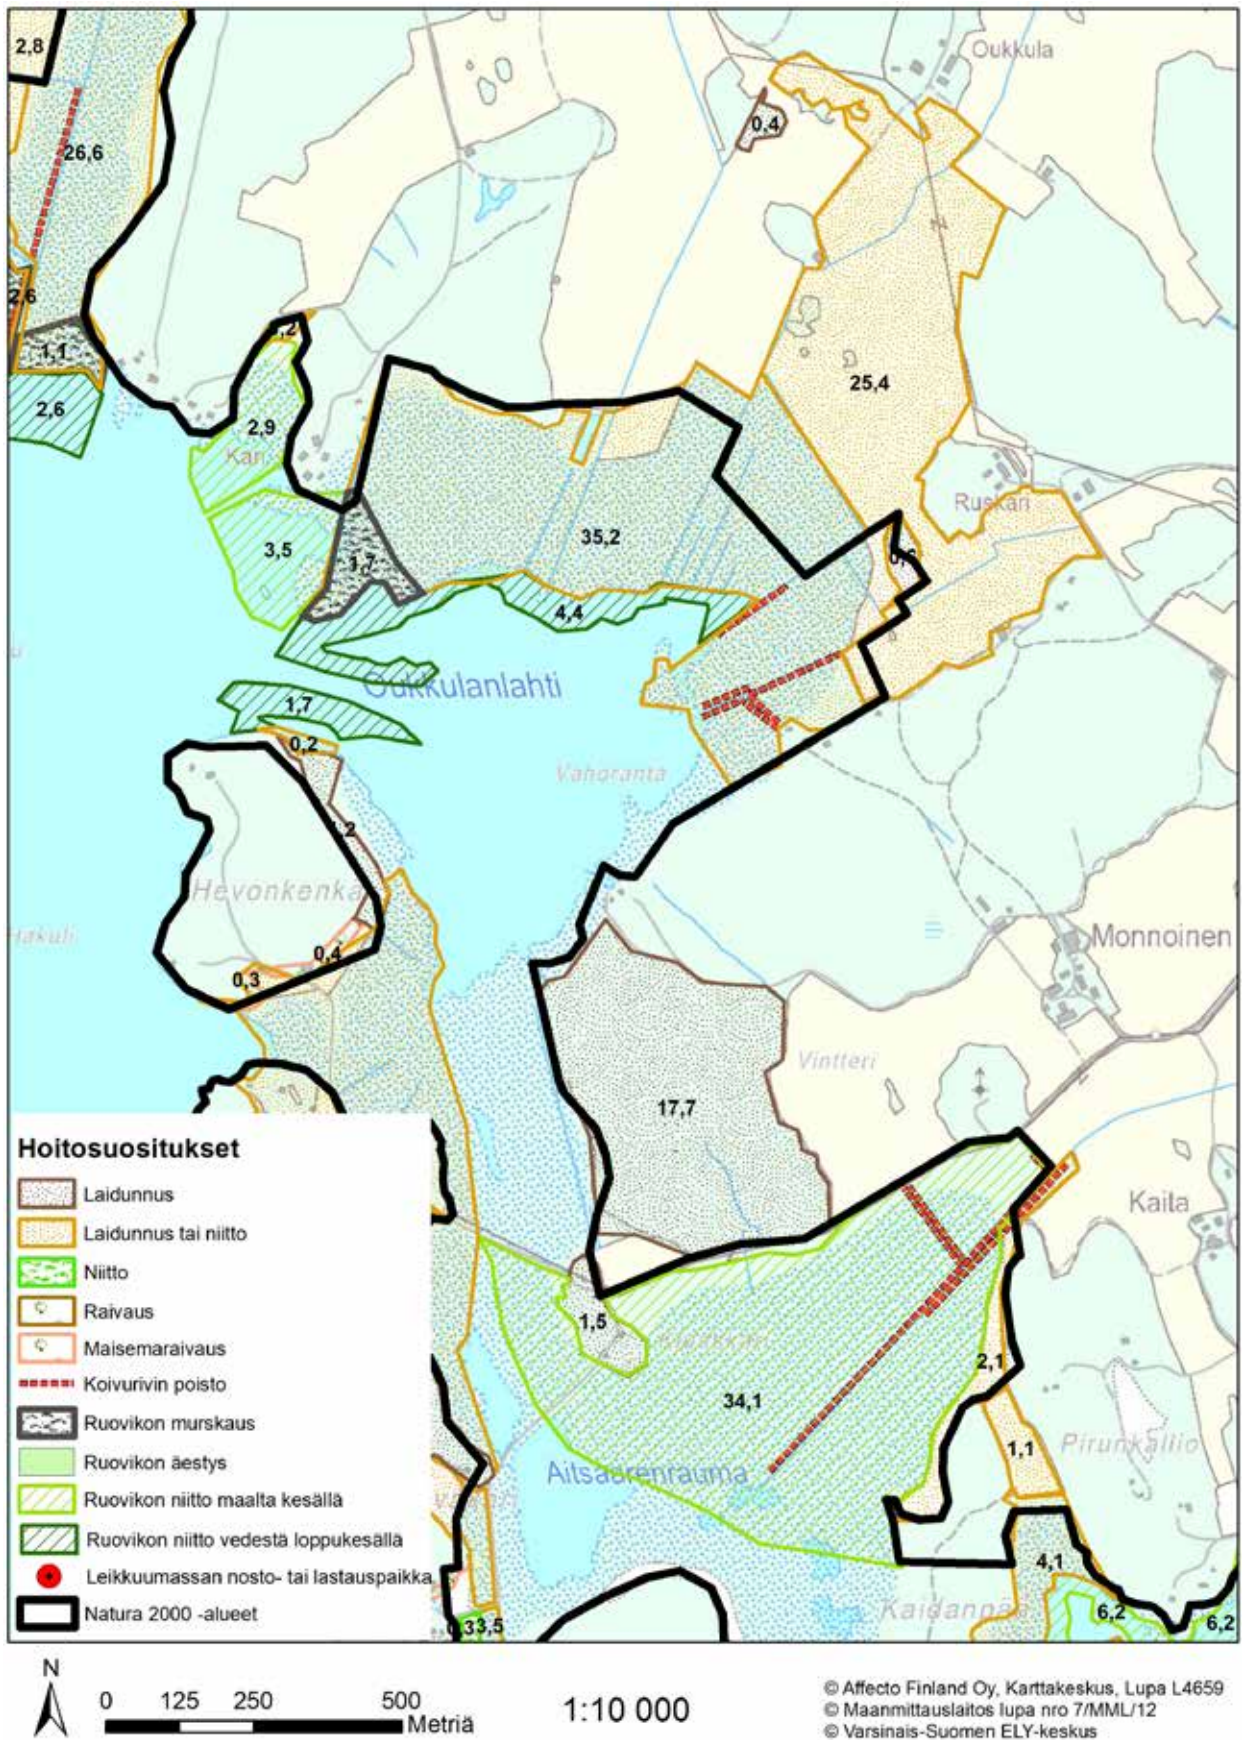 2,8
Oukkula
0,4
26,6
2,6
1,1
25,4
2,6
2,9
Kari
Ruskari
3,5
1,7
35,2
4,4
Oukkulanlahti
1,7
0,2
Vahoranta
Hevonkenkä
Hakuli
Monnoinen
0,4
0,3
Vintteri
17,7
Kaita
1,5
2,1
34,1
1,1
Pirunkallio
Aitsaarenrauma
4,1
Kaidanpää
6,2
6,2
3,5
Hoitosuositukset
Laidunnus
Laidunnus tai niitto
Niitto
Raivaus
Maisemaraivaus
Koivurivin poisto
Ruovikon murskaus
Ruovikon äestys
Ruovikon niitto maalta kesällä
Ruovikon niitto vedestä loppukesällä
Leikkuumassan nosto- tai lastauspaikka
Natura 2000 -alueet
N
0 125 250 500
Metriä
1:10 000
© Affecto Finland Oy, Karttakeskus, Lupa L4659
© Maanmittauslaitos lupa nro 7/MML/12
© Varsinais-Suomen ELY-keskus